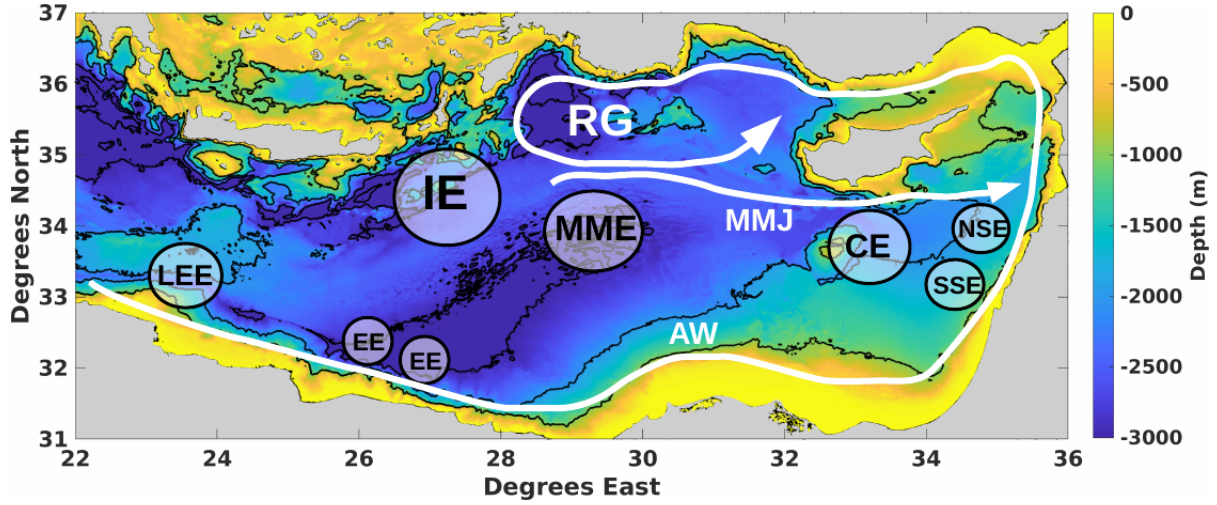 37
36
35
34
33
32
31
Degrees North
22
24
26
28
30
32
34
36
Degrees East
RG
IE
MME
MMJ
CE
NSE
SSE
LEE
EE
EE
AW
0
-500
-1000
-1500
-2000
-2500
-3000
Depth (m)